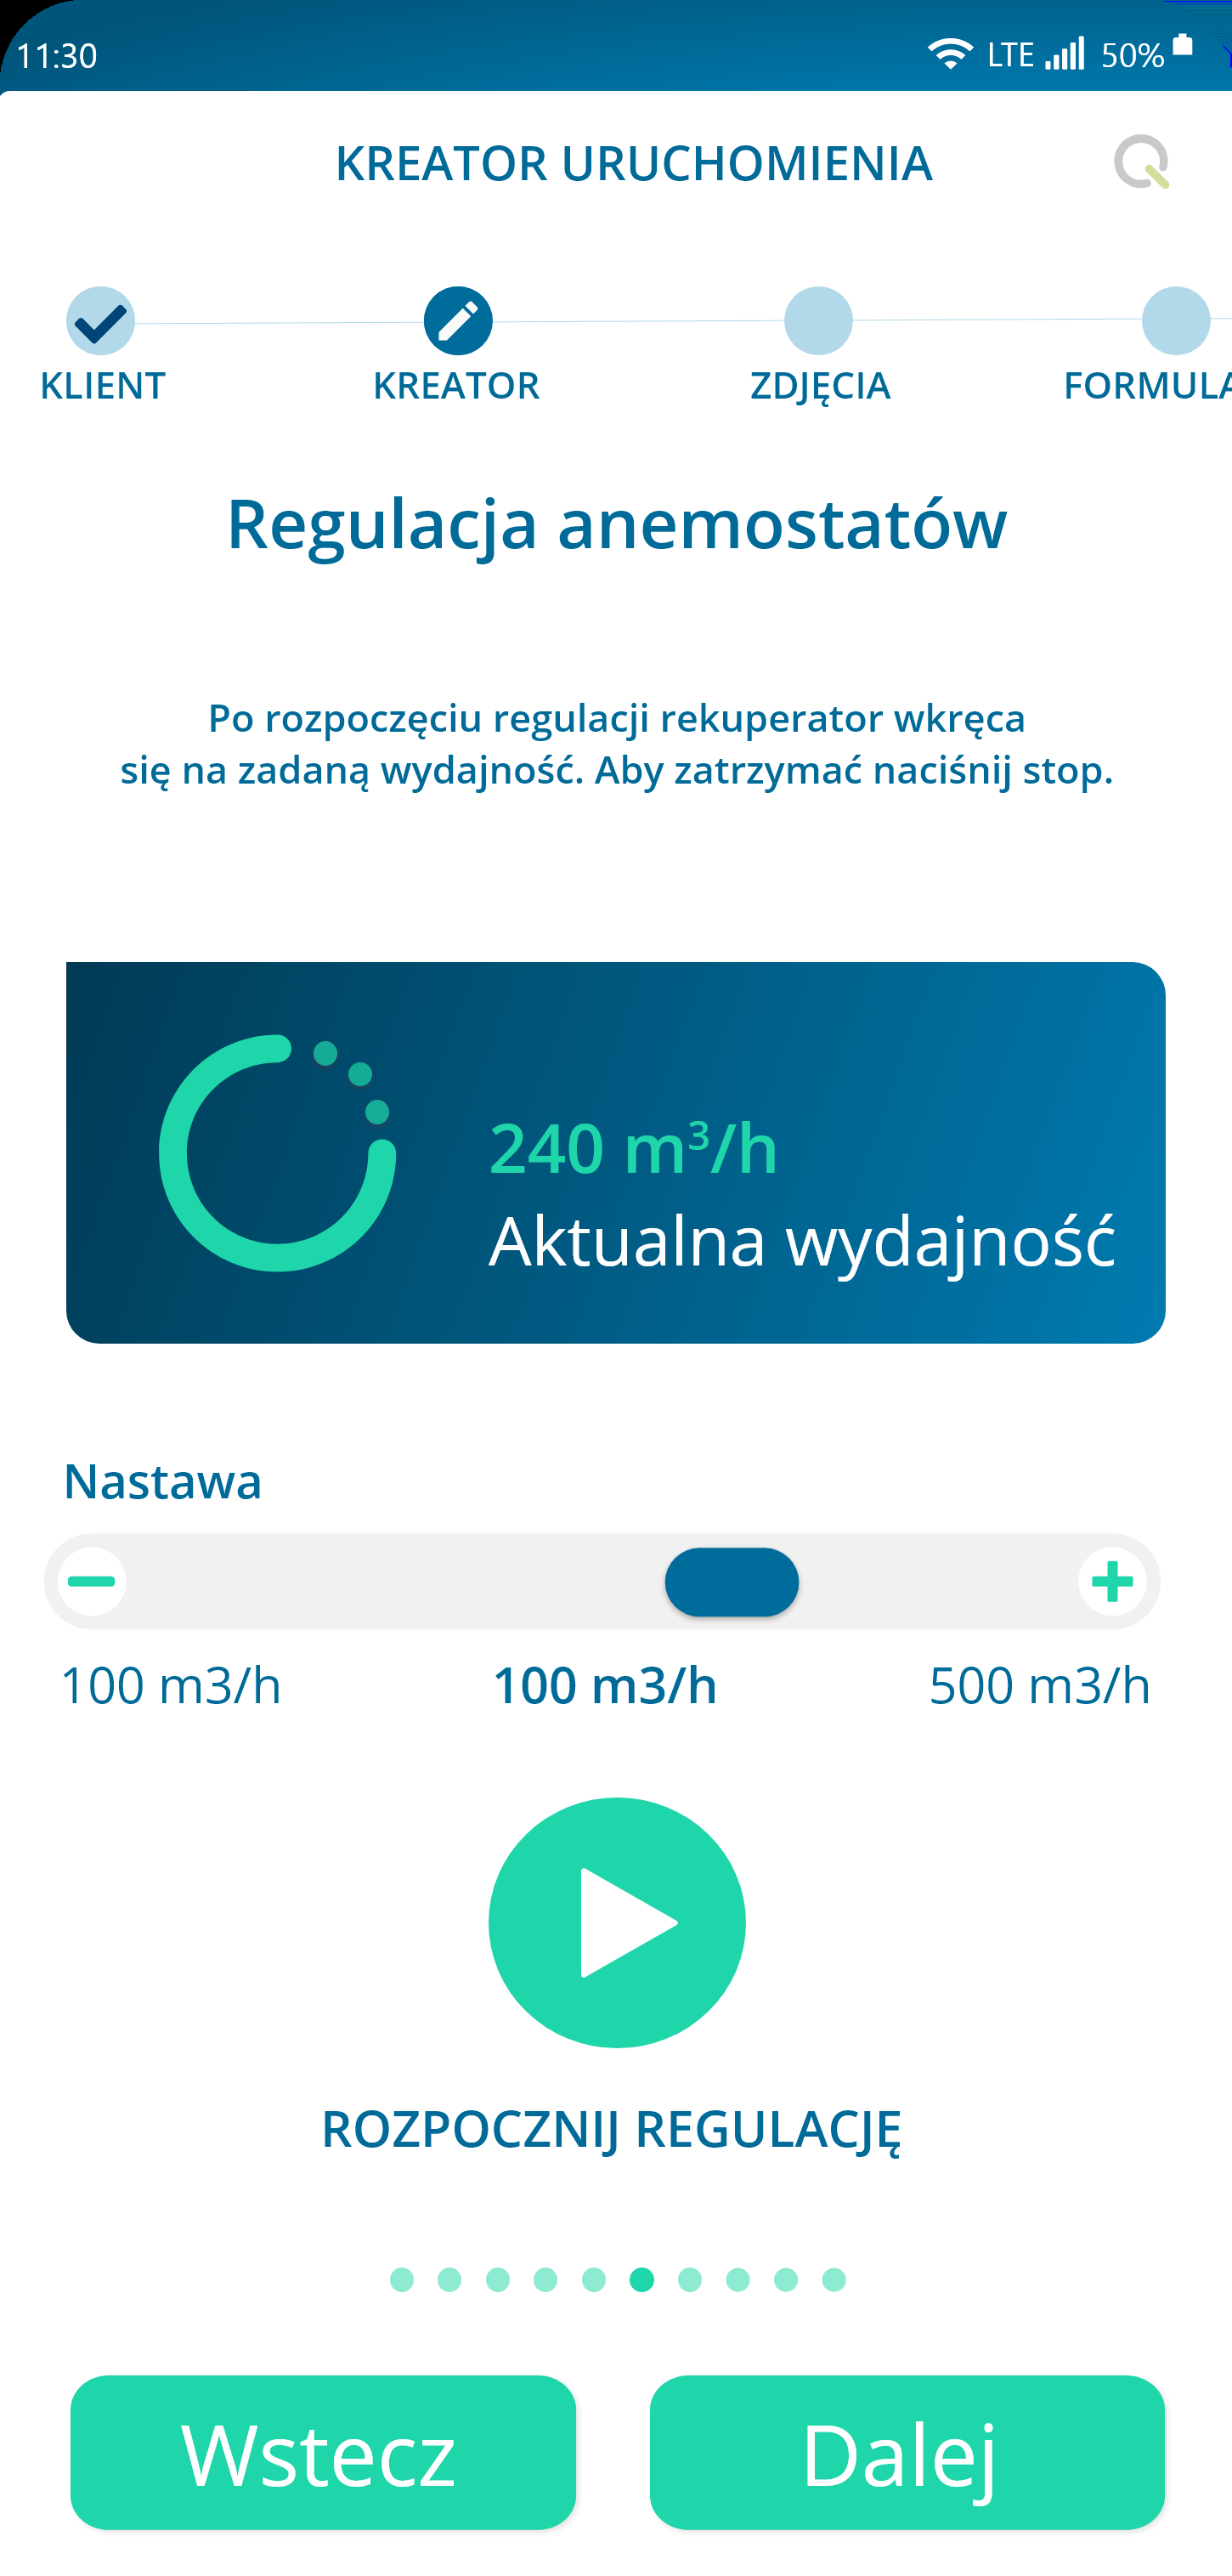 11:30
LTE 50%
KREATOR URUCHOMIENIA
KLIENT KREATOR ZDJĘCIA FORMULA
Regulacja anemostatów
Po rozpoczęciu regulacji rekuperator wkręca
się na zadaną wydajność. Aby zatrzymać naciśnij stop.
240 m³/h
Aktualna wydajność
Nastawa
100 m3/h 100 m3/h 500 m3/h
ROZPOCZNIJ REGULACJĘ
Wstecz Dalej